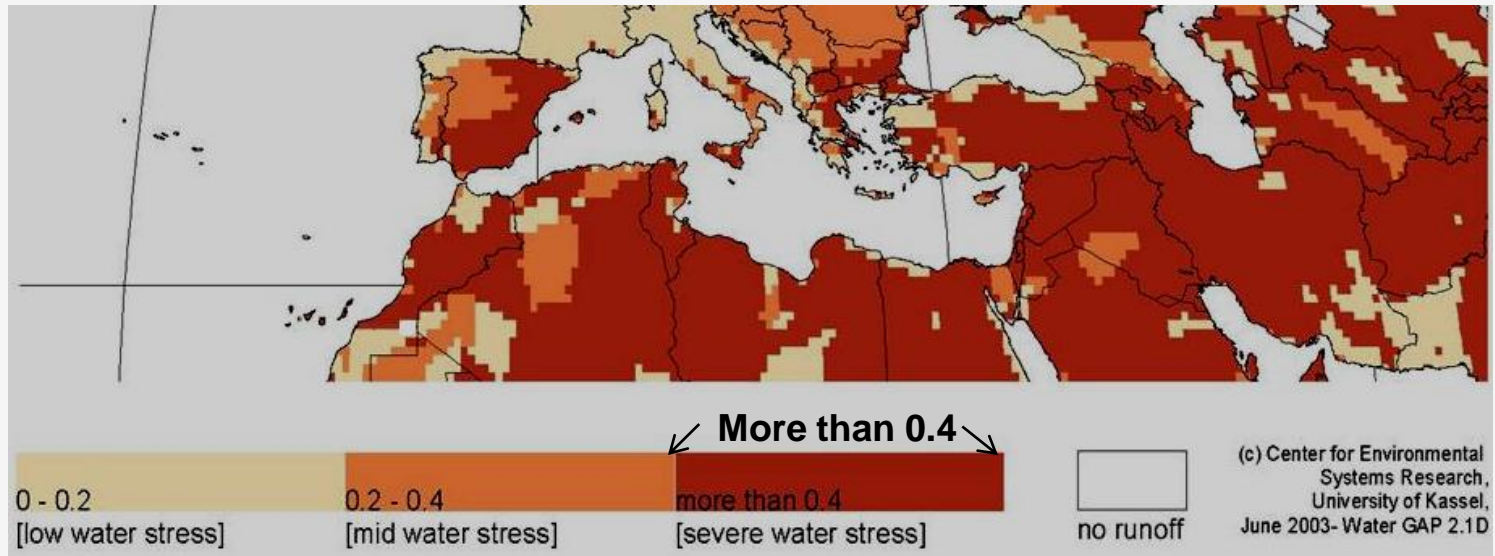 More than 0.4
0 - 0.2
[low water stress]
0.2 - 0.4
[mid water stress]
more than 0.4
[severe water stress]
no runoff
(c) Center for Environmental
Systems Research,
University of Kassel,
June 2003- Water GAP 2.1D